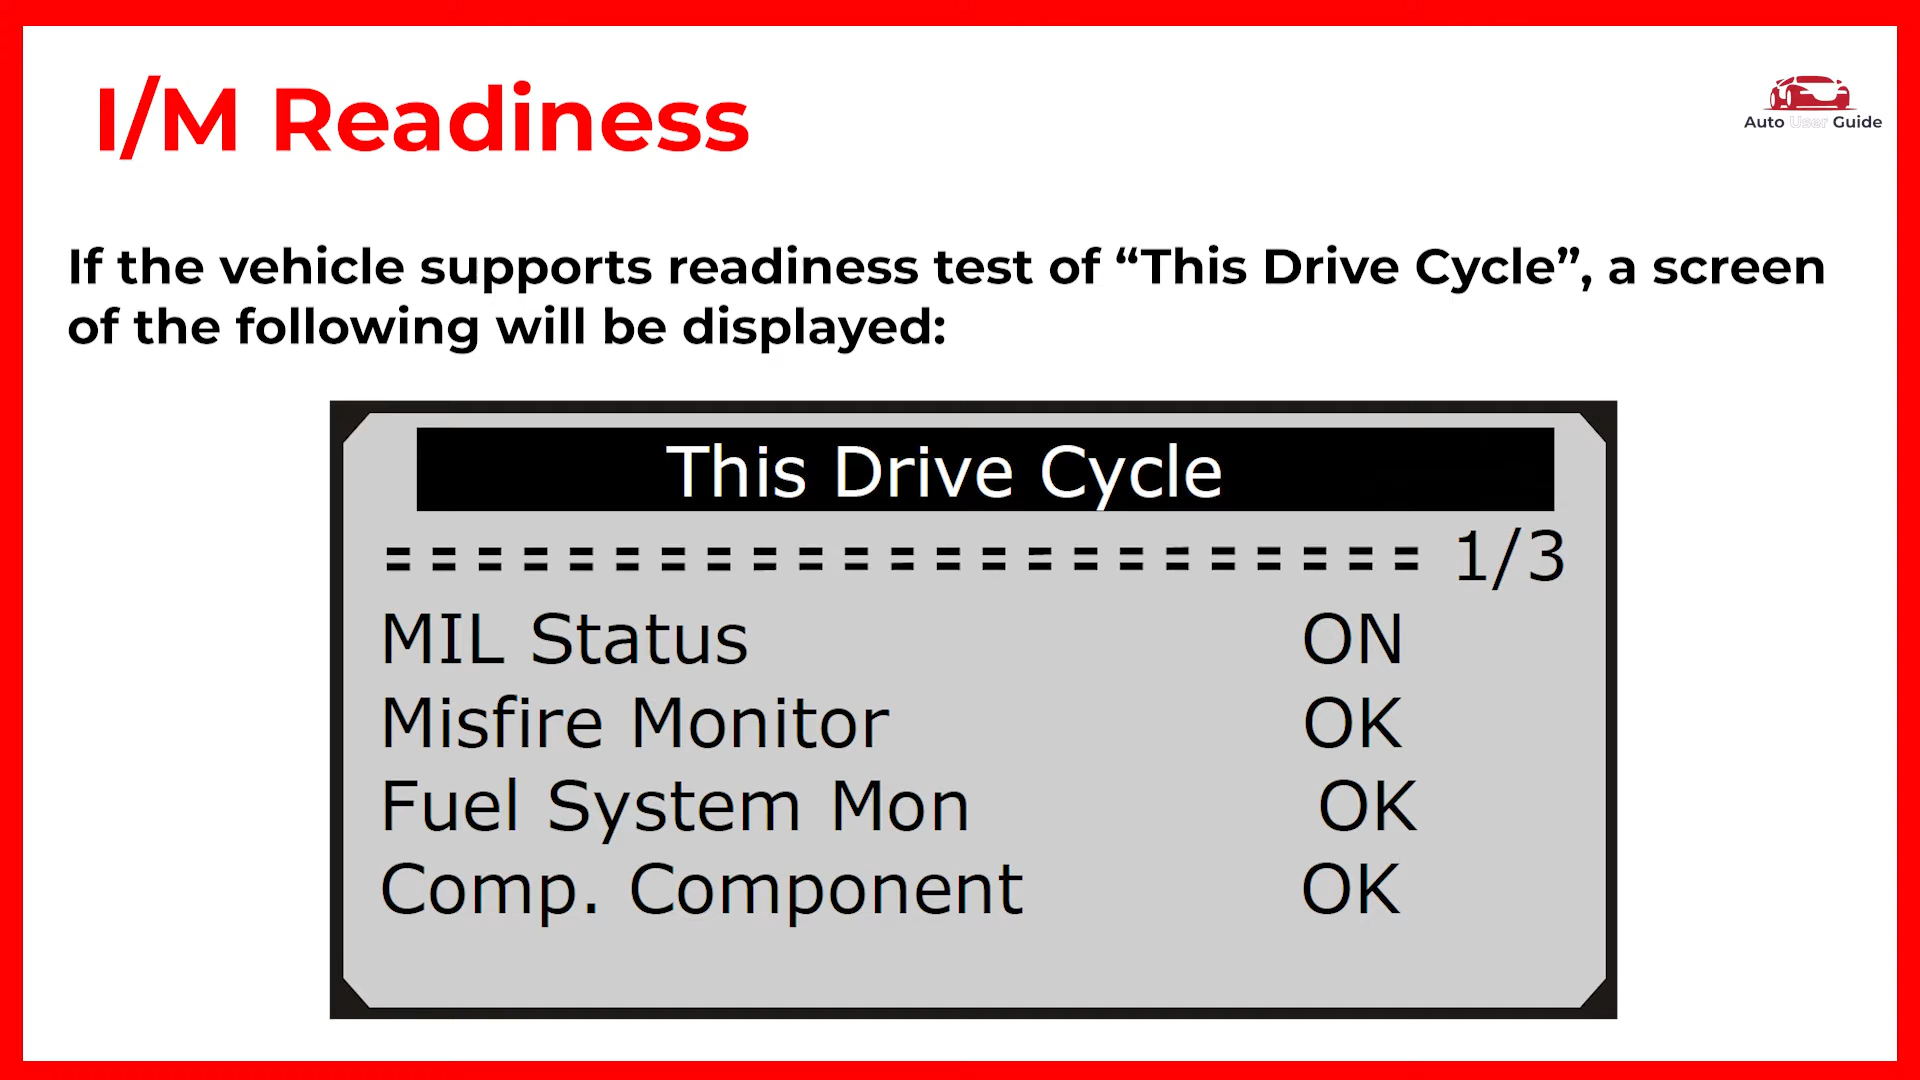 I/M Readiness
Auto User Guide
If the vehicle supports readiness test of “This Drive Cycle”, a screen
of the following will be displayed:
This Drive Cycle
======================= 1/3
MIL Status ON
Misfire Monitor OK
Fuel System Mon OK
Comp. Component OK